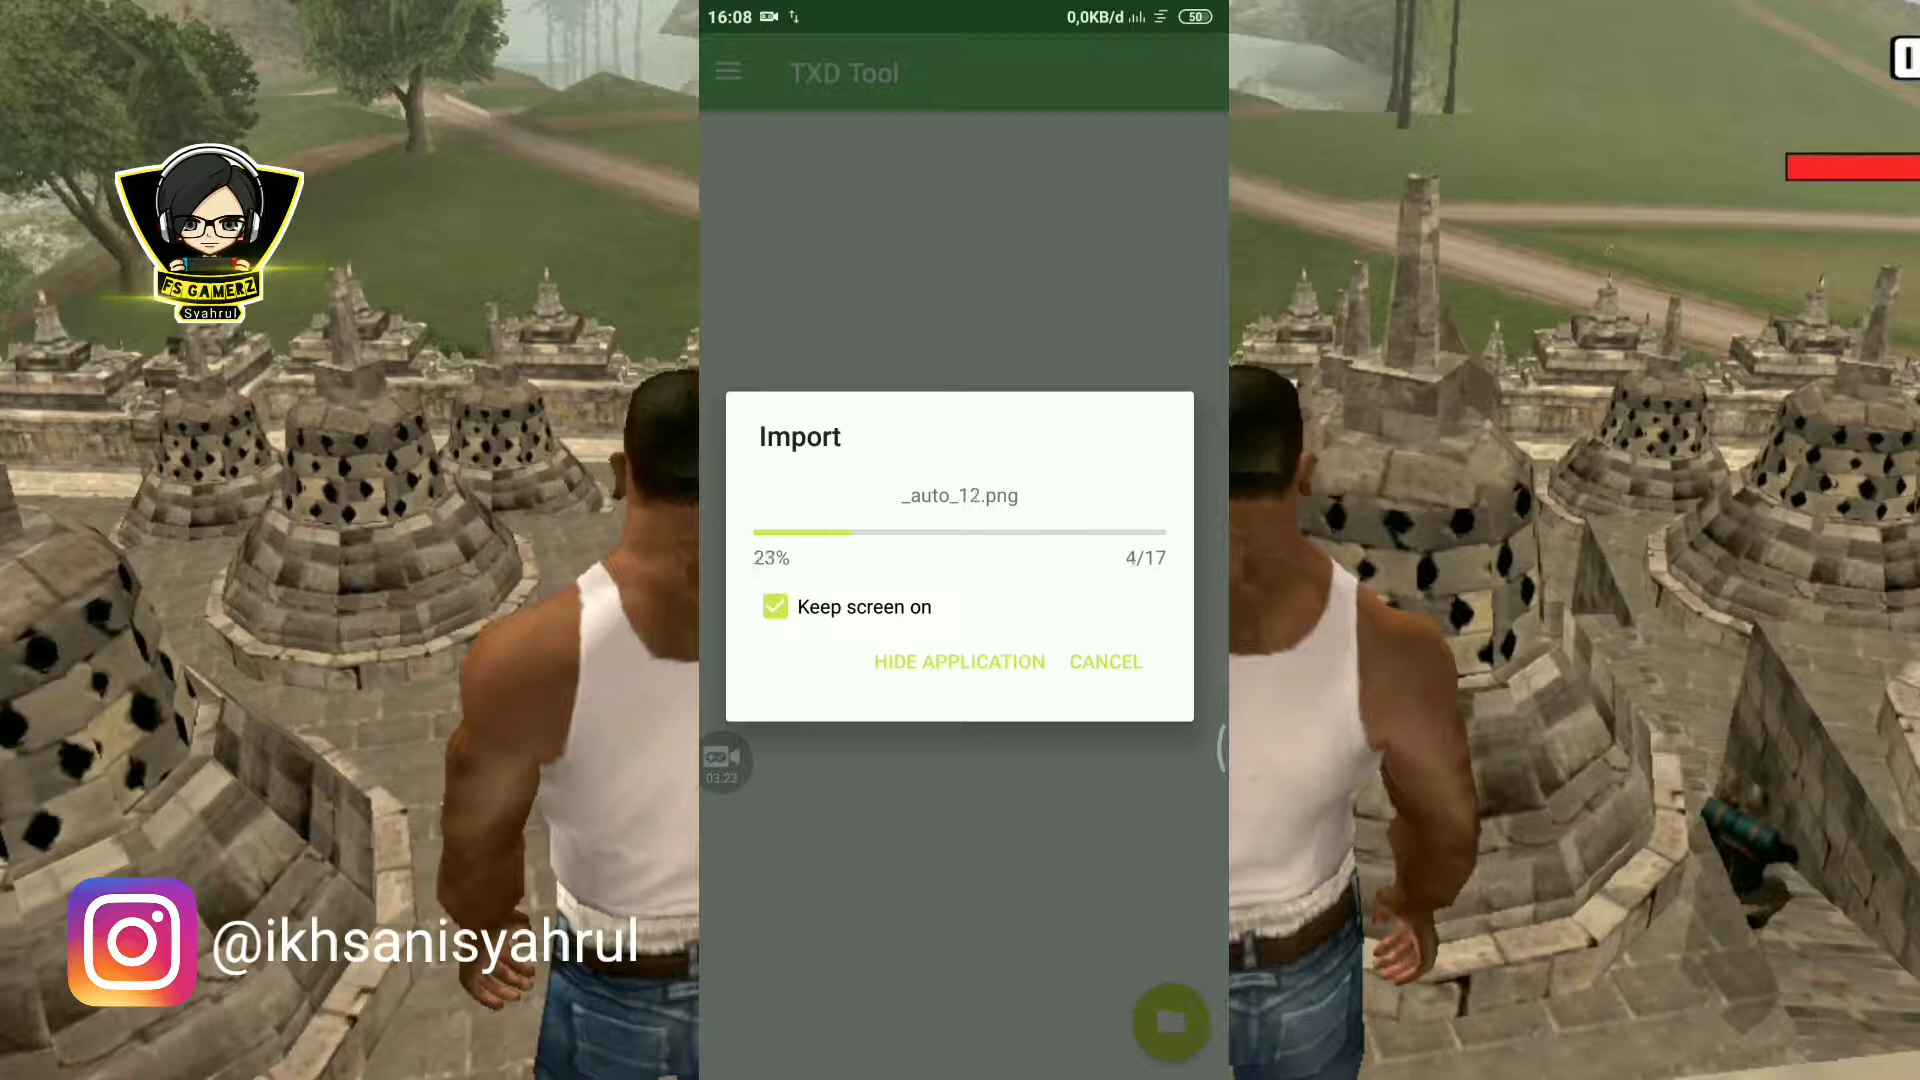 16:08
0,0KB/d
50
TXD Tool
FS GAMERZ
Syahrul
Import
_auto_12.png
23%
4/17
Keep screen on
HIDE APPLICATION
CANCEL
03.23
@ikhsanisyahrul